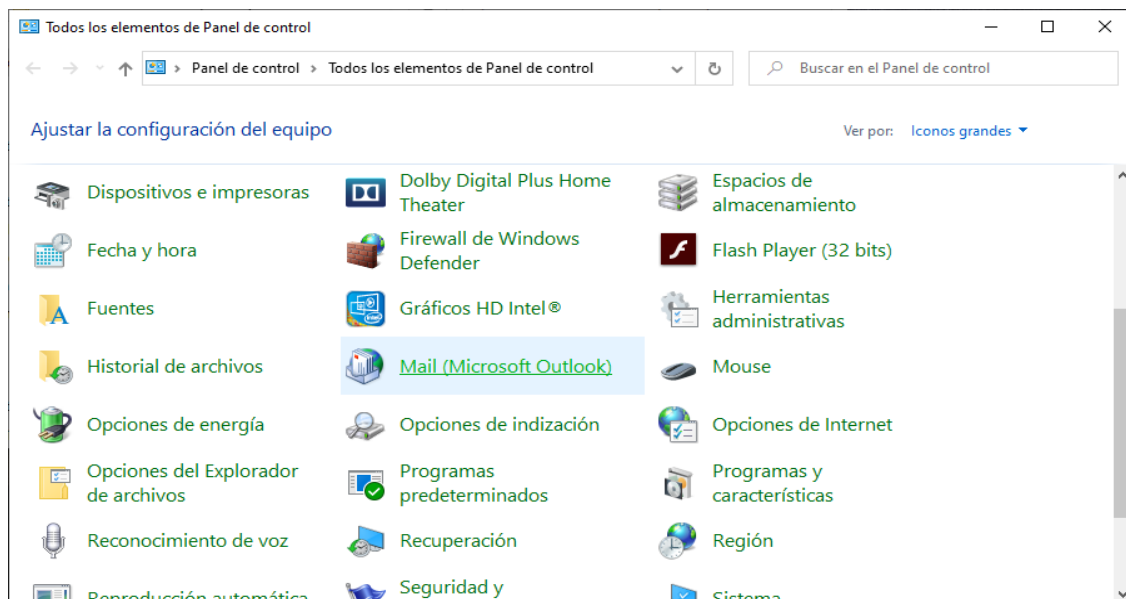 Todos los elementos de Panel de control
Panel de control > Todos los elementos de Panel de control
Buscar en el Panel de control
Ajustar la configuración del equipo
Ver por: Iconos grandes
Dispositivos e impresoras
Dolby Digital Plus Home
Theater
Espacios de
almacenamiento
Fecha y hora
Firewall de Windows
Defender
Flash Player (32 bits)
Fuentes
Gráficos HD Intel®
Herramientas
administrativas
Historial de archivos
Mail (Microsoft Outlook)
Mouse
Opciones de energía
Opciones de indización
Opciones de Internet
Opciones del Explorador
de archivos
Programas
predeterminados
Programas y
características
Reconocimiento de voz
Recuperación
Región
Reproducción automática
Seguridad y
Sistema